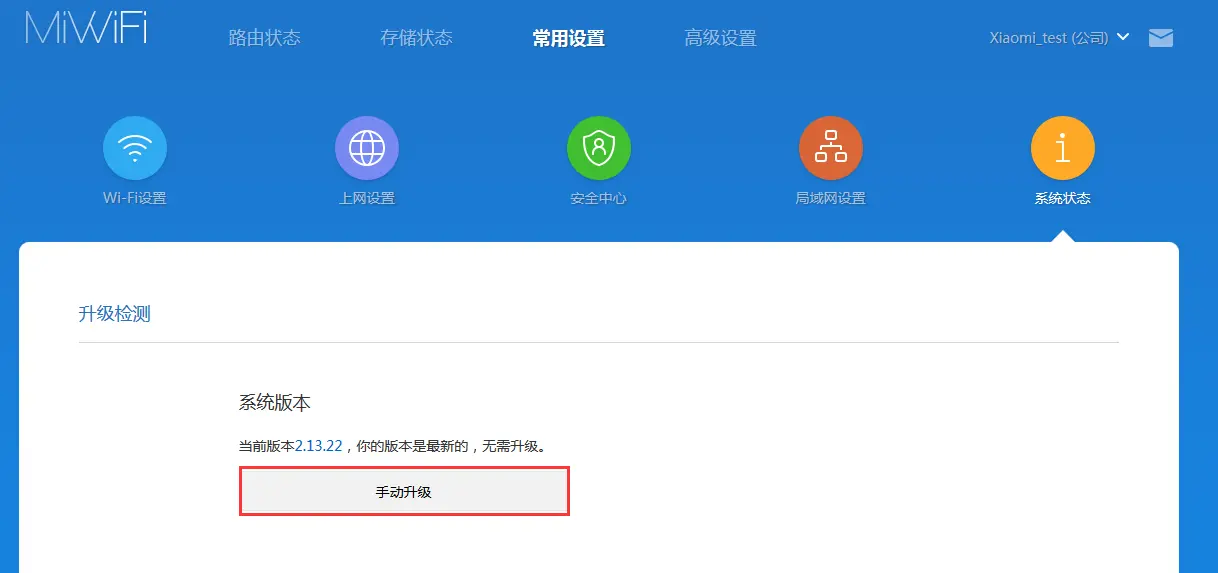 MiWiFi 路由状态 存储状态 常用设置 高级设置 Xiaomi_test (公司)
Wi-Fi设置 上网设置 安全中心 局域网设置 系统状态
升级检测
系统版本
当前版本2.13.22，你的版本是最新的，无需升级。
手动升级